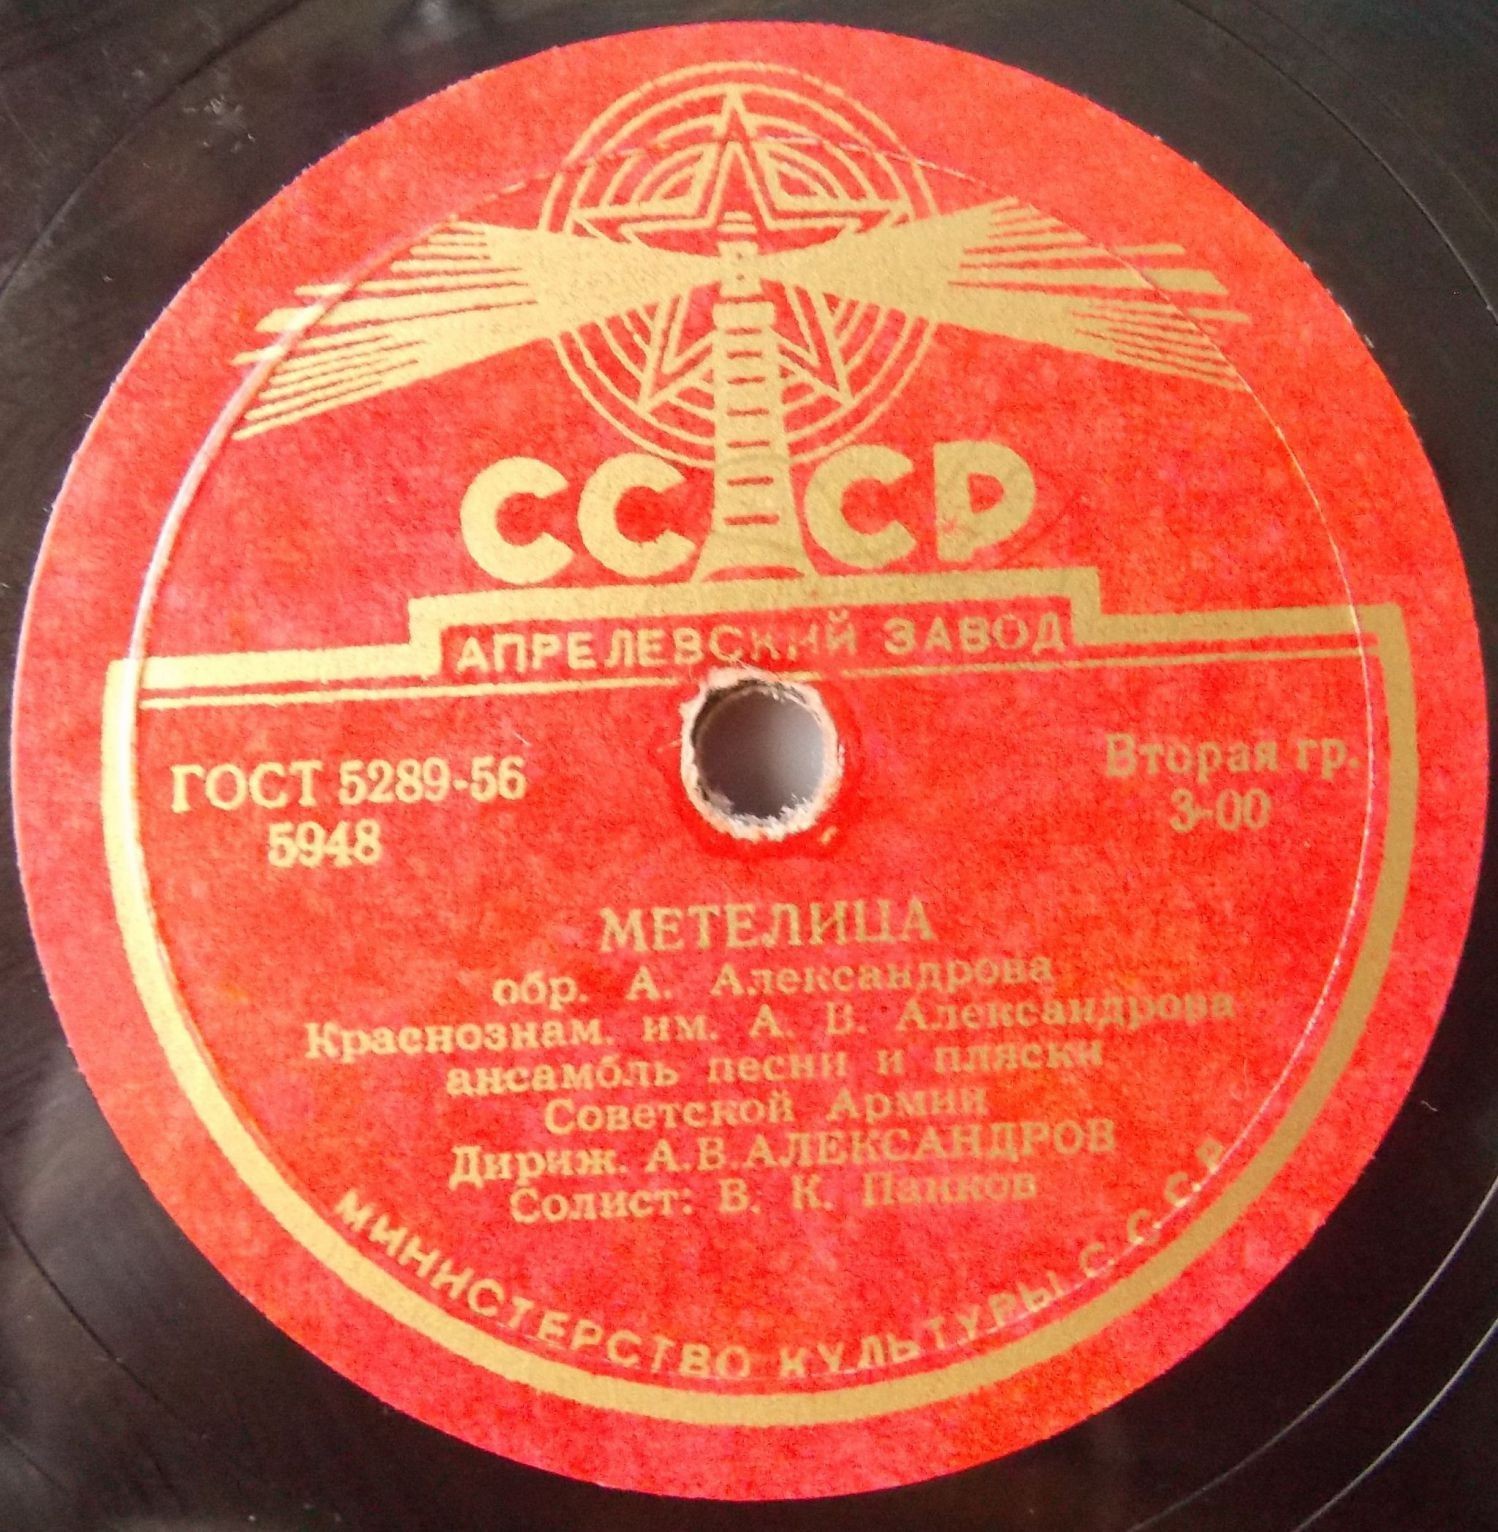 СССР
АПРЕЛЕВСКИЙ ЗАВОД
ГОСТ 5289-56
5948
Вторая гр.
3-00
МЕТЕЛИЦА
обр. А. Александрова
Краснознам. им. А. В. Александрова
ансамбль песни и пляски
Советской Армии
Дириж. А.В.АЛЕКСАНДРОВ
Солист: В. К. Панков
МИНИСТЕРСТВО КУЛЬТУРЫ С.С.С.Р.